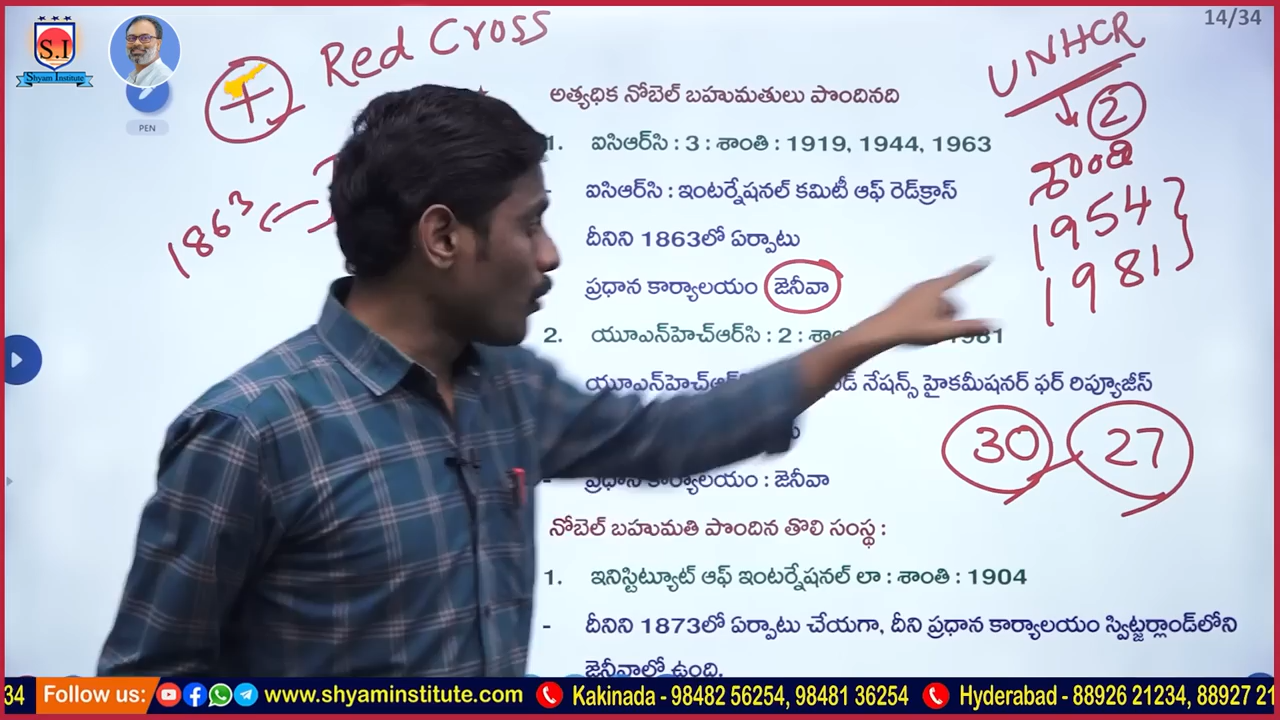 14/34
S.I
Shyam Institute
PEN
Red Cross
UNHCR
2
శాంతి
1954
1981
1863
30
27
అత్యధిక నోబెల్ బహుమతులు పొందినది
1. ఐసిఆర్‌సి : 3 : శాంతి : 1919, 1944, 1963
- ఐసిఆర్‌సి : ఇంటర్నేషనల్ కమిటీ ఆఫ్ రెడ్‌క్రాస్
దీనిని 1863లో ఏర్పాటు
ప్రధాన కార్యాలయం జెనీవా
2. యూఎన్‌హెచ్‌ఆర్‌సి : 2 : 1981
నేషన్స్ హైకమీషనర్ ఫర్ రిఫ్యూజీస్
- ప్రధాన కార్యాలయం : జెనీవా
నోబెల్ బహుమతి పొందిన తొలి సంస్థ :
1. ఇనిస్టిట్యూట్ ఆఫ్ ఇంటర్నేషనల్ లా : శాంతి : 1904
- దీనిని 1873లో ఏర్పాటు చేయగా, దీని ప్రధాన కార్యాలయం స్విట్జర్లాండ్‌లోని
జెనీవాలో ఉంది.
34 Follow us: www.shyaminstitute.com Kakinada - 98482 56254, 98481 36254 Hyderabad - 88926 21234, 88927 21